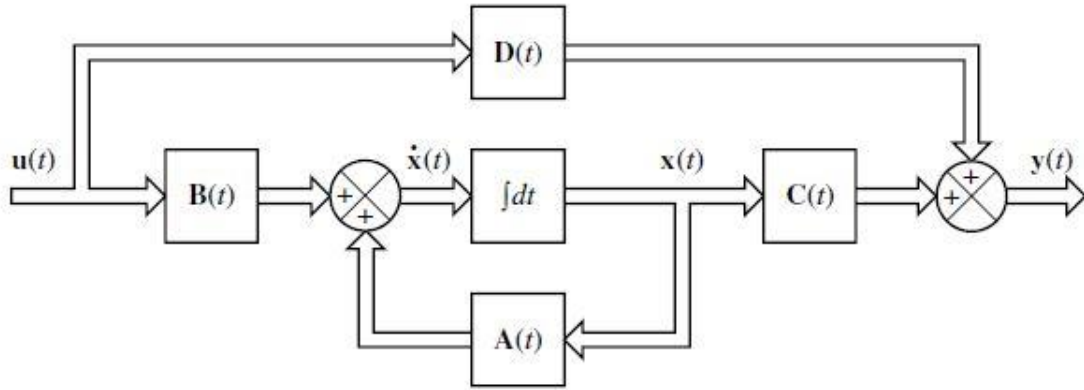 D(t)
u(t)
B(t)
+
+
ẋ(t)
∫dt
x(t)
C(t)
+
+
y(t)
A(t)